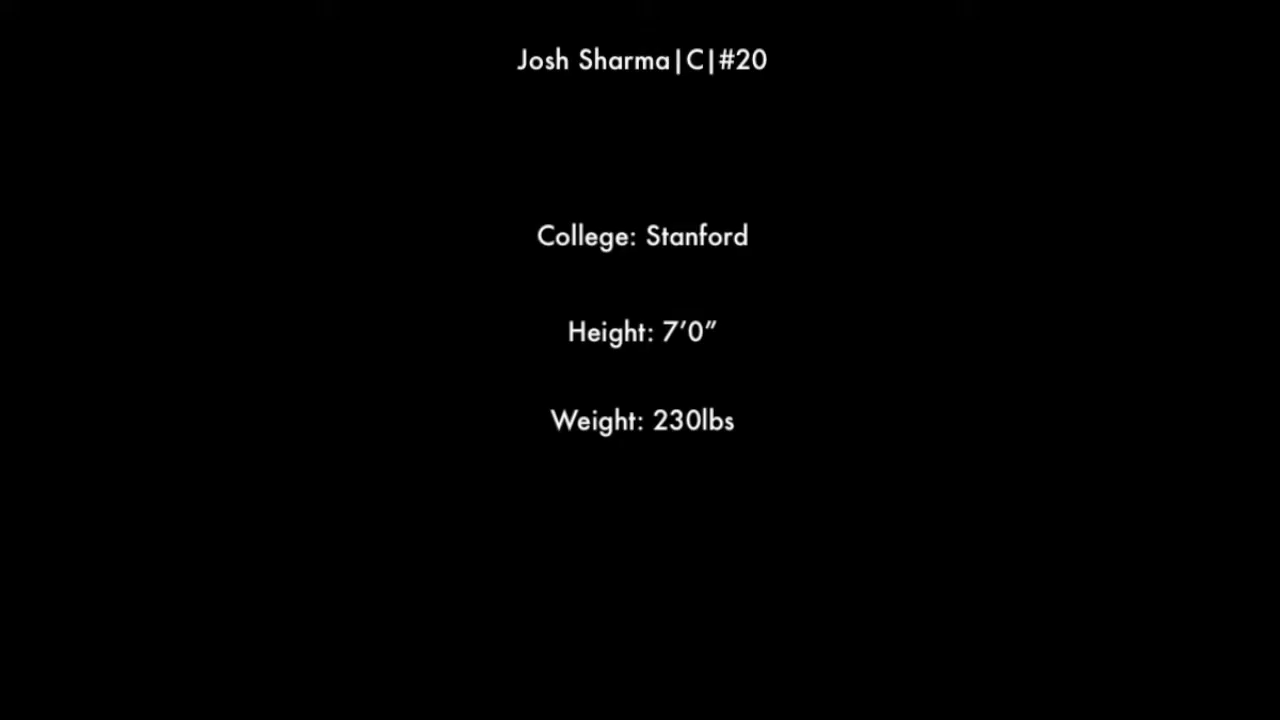 Josh Sharma|C|#20
College: Stanford
Height: 7’0”
Weight: 230lbs